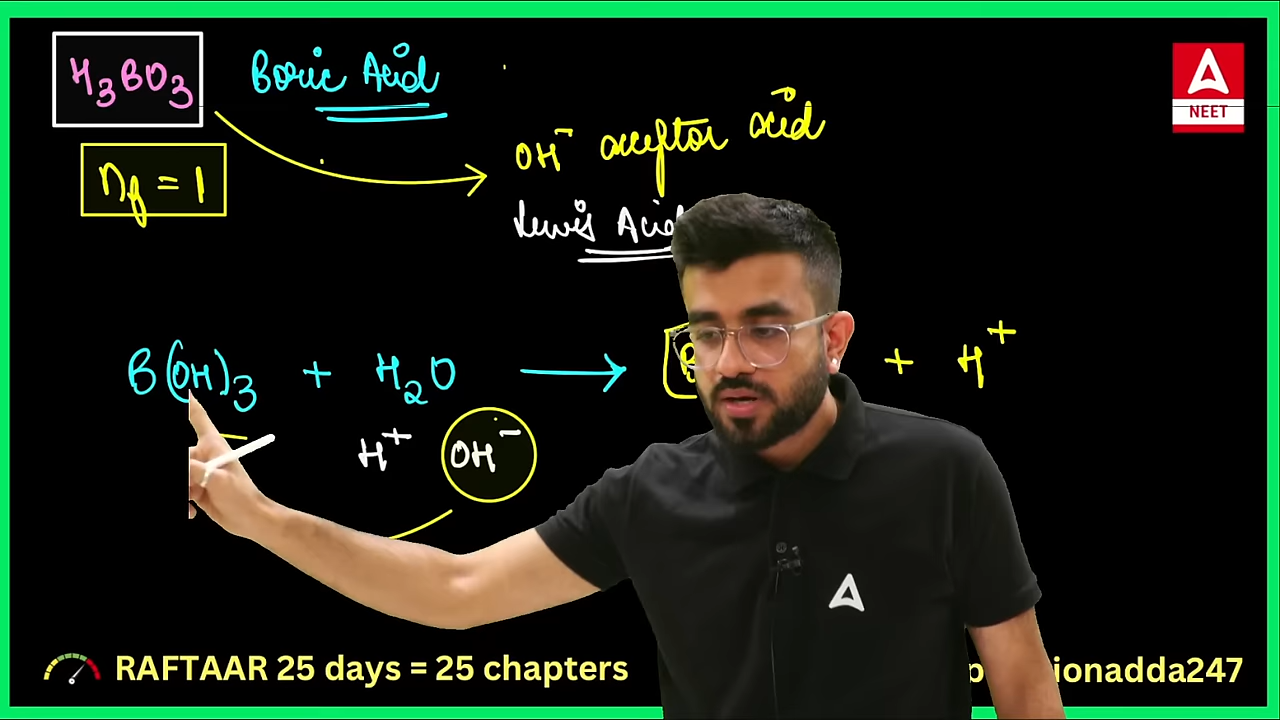 H3BO3 Boric Acid
NEET
OH⁻ acceptor acid
nf = 1
Lewis Acid
B(OH)3 + H2O → [B + H⁺
H⁺ OH⁻
RAFTAAR 25 days = 25 chapters
ionadda247